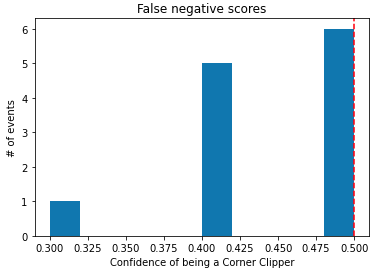 False negative scores
# of events
6
5
4
3
2
1
0
0.300 0.325 0.350 0.375 0.400 0.425 0.450 0.475 0.500
Confidence of being a Corner Clipper